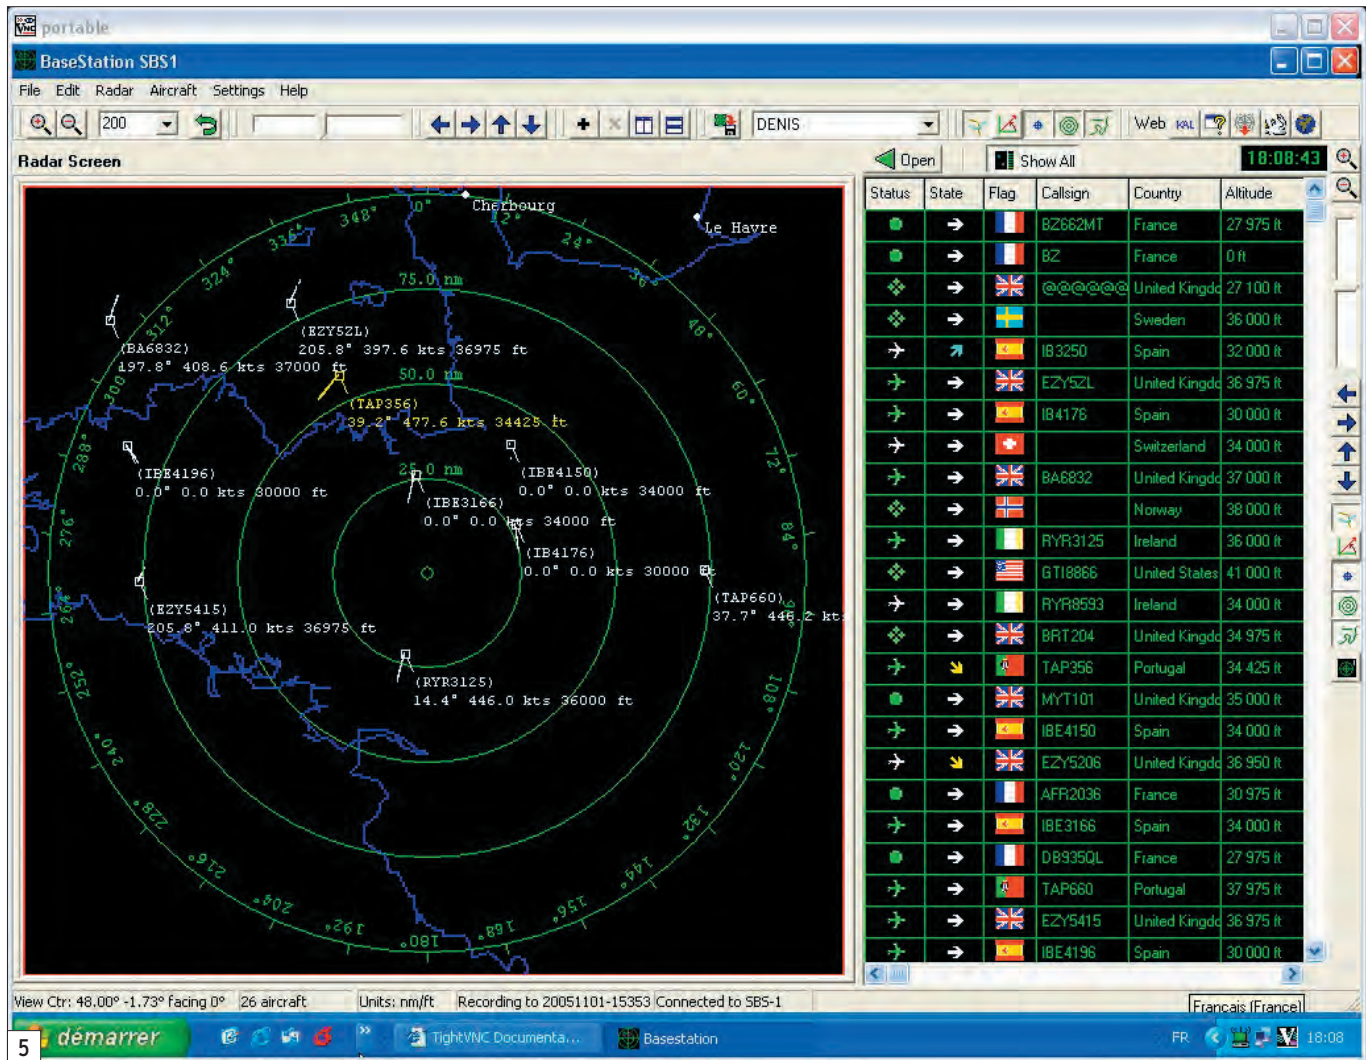 portable
BaseStation SBS1
File Edit Radar Aircraft Settings Help
200 DENIS Web KAL
Radar Screen Open Show All 18:08:43
Status State Flag Callsign Country Altitude
BZ662MT France 27 975 ft
BZ France 0 ft
@@@@@@ United Kingdo 27 100 ft
Sweden 36 000 ft
IB3250 Spain 32 000 ft
EZY5ZL United Kingdo 36 975 ft
IB4176 Spain 30 000 ft
Switzerland 34 000 ft
BA6832 United Kingdo 37 000 ft
Norway 38 000 ft
RYR3125 Ireland 36 000 ft
GTI8866 United States 41 000 ft
RYR8593 Ireland 34 000 ft
BRT204 United Kingdo 34 975 ft
TAP356 Portugal 34 425 ft
MYT101 United Kingdo 35 000 ft
IBE4150 Spain 34 000 ft
EZY5206 United Kingdo 36 950 ft
AFR2036 France 30 975 ft
IBE3166 Spain 34 000 ft
DB935QL France 27 975 ft
TAP660 Portugal 37 975 ft
EZY5415 United Kingdo 36 975 ft
IBE4196 Spain 30 000 ft
Cherbourg
Le Havre
0°
12°
24°
36°
48°
60°
72°
84°
96°
108°
120°
132°
144°
156°
168°
180°
192°
204°
216°
228°
240°
252°
264°
276°
288°
300°
312°
324°
336°
348°
75.0 nm
50.0 nm
25.0 nm
(BA6832)
197.8° 408.6 kts 37000 ft
(EZY5ZL)
205.8° 397.6 kts 36975 ft
(TAP356)
39.2° 477.6 kts 34425 ft
(IBE4196)
0.0° 0.0 kts 30000 ft
(IBE4150)
0.0° 0.0 kts 34000 ft
(IBE3166)
0.0° 0.0 kts 34000 ft
(IB4176)
0.0° 0.0 kts 30000 ft
(TAP660)
37.7° 446.2 kts
(EZY5415)
205.8° 411.0 kts 36975 ft
(RYR3125)
14.4° 446.0 kts 36000 ft
View Ctr: 48.00° -1.73° facing 0° 26 aircraft Units: nm/ft Recording to 20051101-15353 Connected to SBS-1
Français (France)
démarrer TightVNC Documenta... Basestation FR 18:08
5